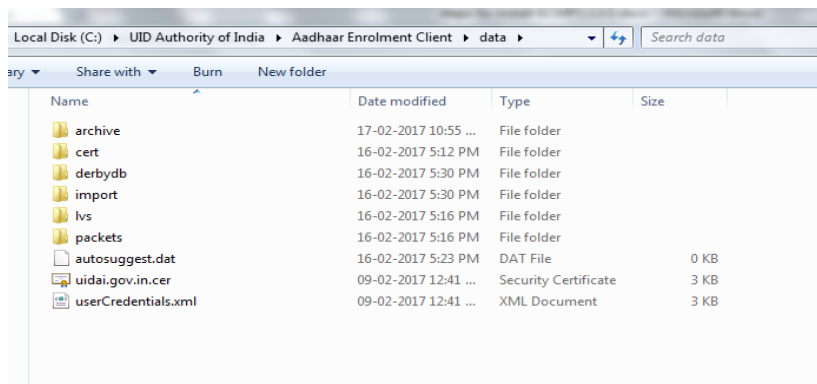 Local Disk (C:) ▸ UID Authority of India ▸ Aadhaar Enrolment Client ▸ data ▸ Search data
ary Share with Burn New folder
Name Date modified Type Size
archive 17-02-2017 10:55 ... File folder
cert 16-02-2017 5:12 PM File folder
derbydb 16-02-2017 5:30 PM File folder
import 16-02-2017 5:30 PM File folder
lvs 16-02-2017 5:16 PM File folder
packets 16-02-2017 5:16 PM File folder
autosuggest.dat 16-02-2017 5:23 PM DAT File 0 KB
uidai.gov.in.cer 09-02-2017 12:41 ... Security Certificate 3 KB
userCredentials.xml 09-02-2017 12:41 ... XML Document 3 KB